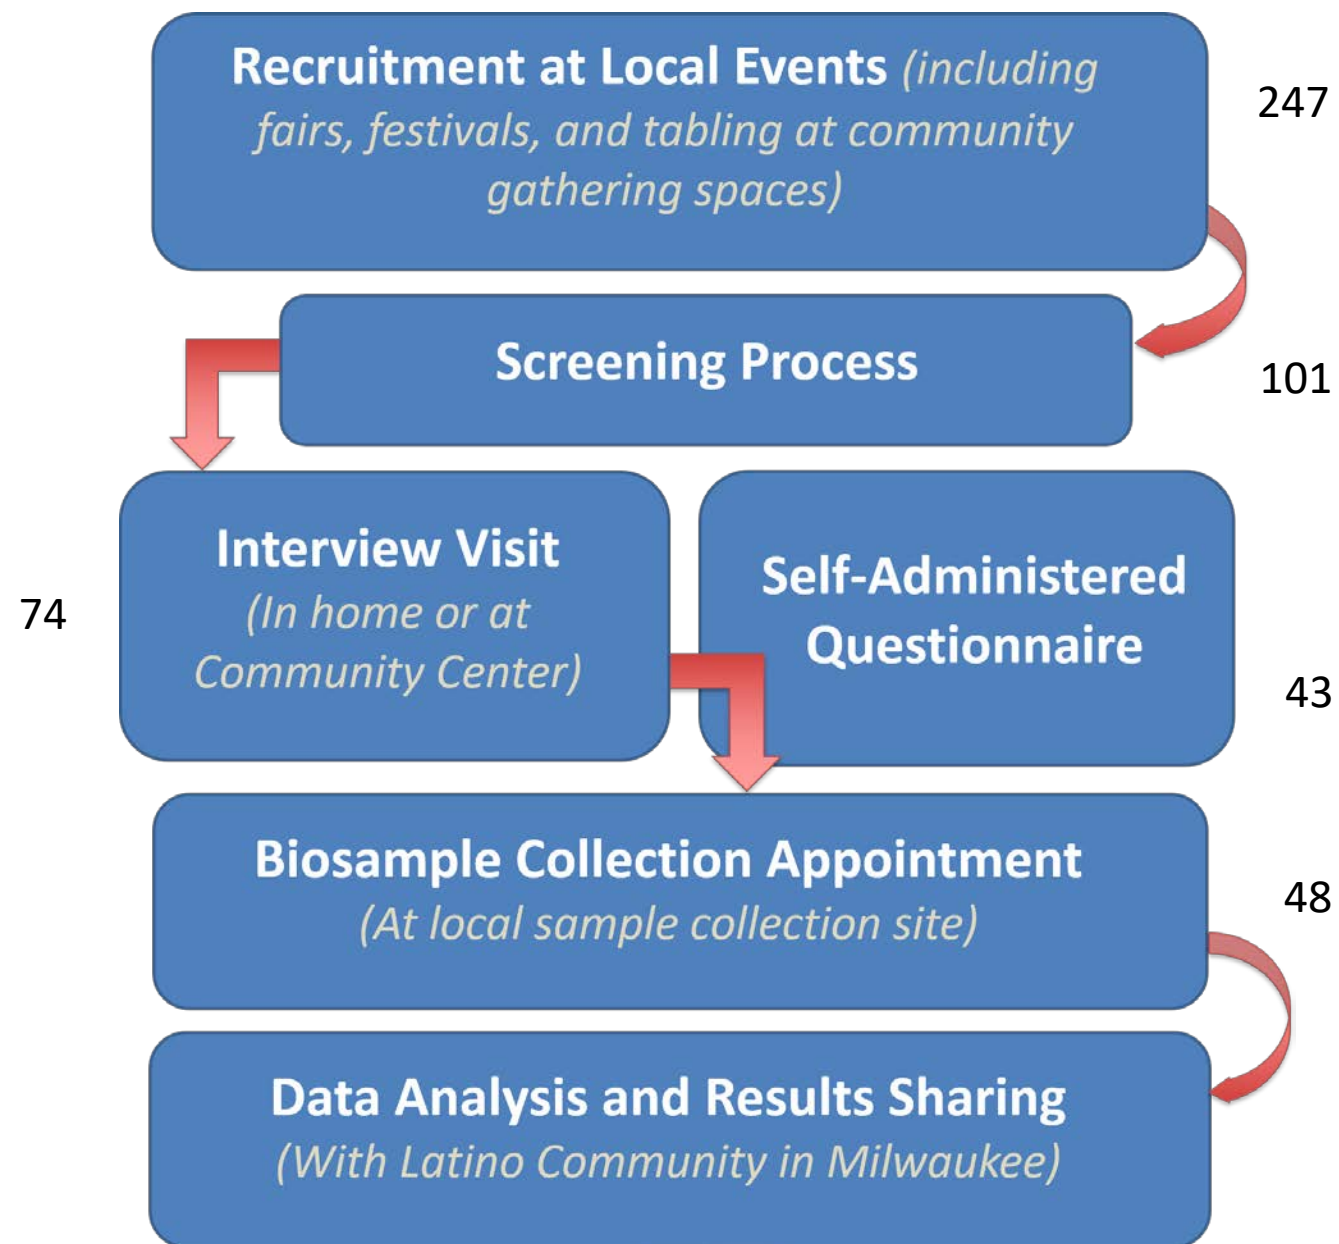 Recruitment at Local Events (including
fairs, festivals, and tabling at community
gathering spaces)
247
Screening Process
101
74
Interview Visit
(In home or at
Community Center)
Self-Administered
Questionnaire
43
Biosample Collection Appointment
(At local sample collection site)
48
Data Analysis and Results Sharing
(With Latino Community in Milwaukee)